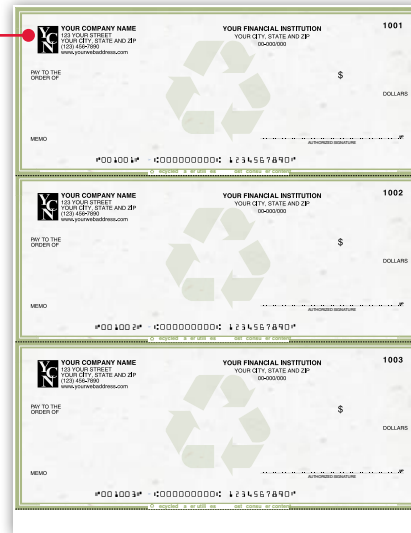 YCN
YOUR COMPANY NAME
123 YOUR STREET
YOUR CITY, STATE AND ZIP
(123) 456-7890
www.yourwebaddress.com
YOUR FINANCIAL INSTITUTION
YOUR CITY, STATE AND ZIP
00-000/000
1001
PAY TO THE
ORDER OF
$
DOLLARS
MEMO
AUTHORIZED SIGNATURE
⑈001001⑈ ⑆000000000⑆ 1234567890⑈
YCN
YOUR COMPANY NAME
123 YOUR STREET
YOUR CITY, STATE AND ZIP
(123) 456-7890
www.yourwebaddress.com
YOUR FINANCIAL INSTITUTION
YOUR CITY, STATE AND ZIP
00-000/000
1002
PAY TO THE
ORDER OF
$
DOLLARS
MEMO
AUTHORIZED SIGNATURE
⑈001002⑈ ⑆000000000⑆ 1234567890⑈
YCN
YOUR COMPANY NAME
123 YOUR STREET
YOUR CITY, STATE AND ZIP
(123) 456-7890
www.yourwebaddress.com
YOUR FINANCIAL INSTITUTION
YOUR CITY, STATE AND ZIP
00-000/000
1003
PAY TO THE
ORDER OF
$
DOLLARS
MEMO
AUTHORIZED SIGNATURE
⑈001003⑈ ⑆000000000⑆ 1234567890⑈